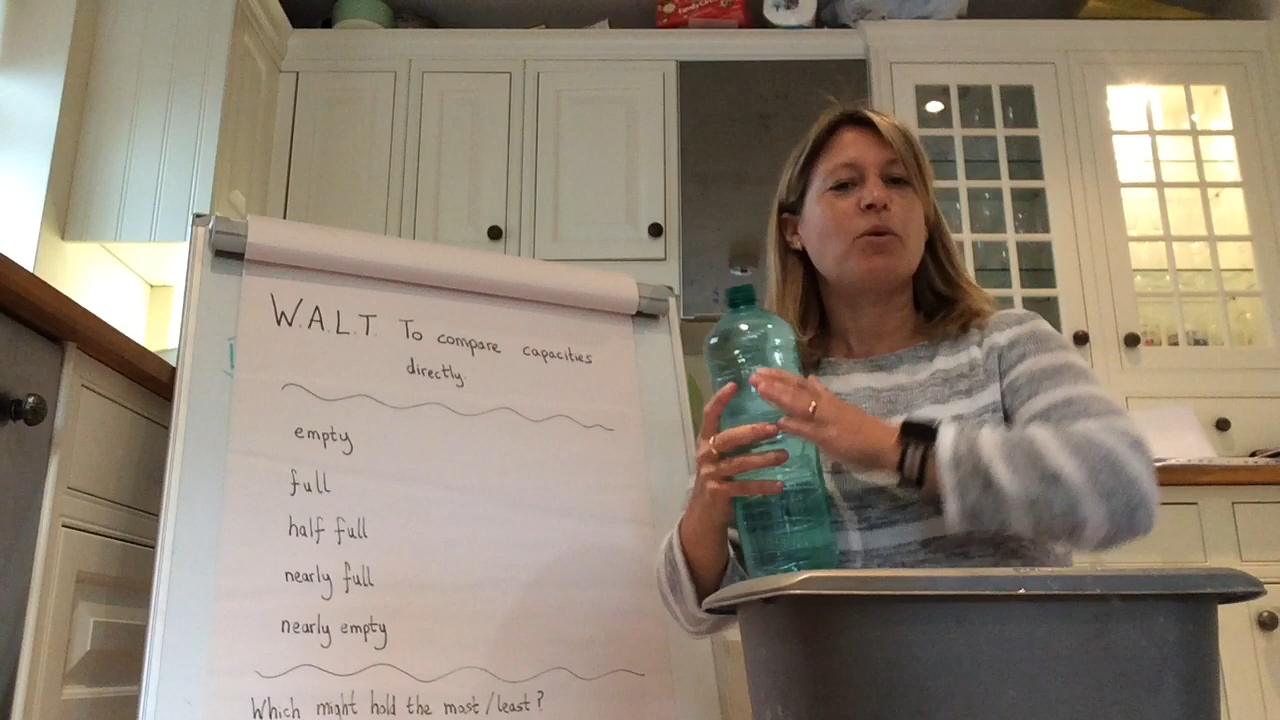 W.A.L.T. To compare capacities
directly.
empty
full
half full
nearly full
nearly empty
Which might hold the most/least?